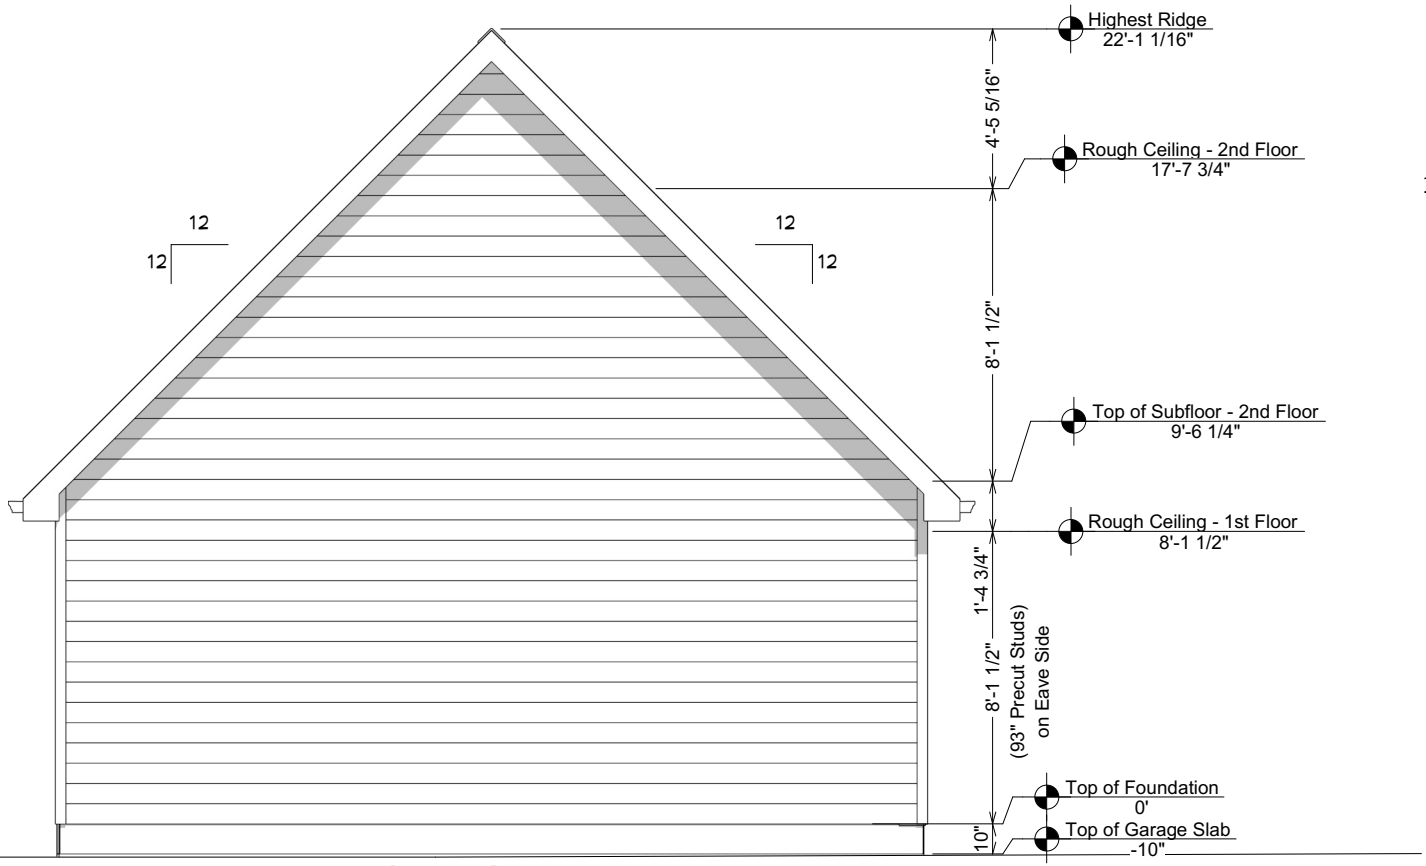 Highest Ridge
22'-1 1/16"
4'-5 5/16"
Rough Ceiling - 2nd Floor
17'-7 3/4"
12
12
12
12
8'-1 1/2"
Top of Subfloor - 2nd Floor
9'-6 1/4"
Rough Ceiling - 1st Floor
8'-1 1/2"
1'-4 3/4"
8'-1 1/2"
(93" Precut Studs)
on Eave Side
Top of Foundation
0'
10"
Top of Garage Slab
-10"